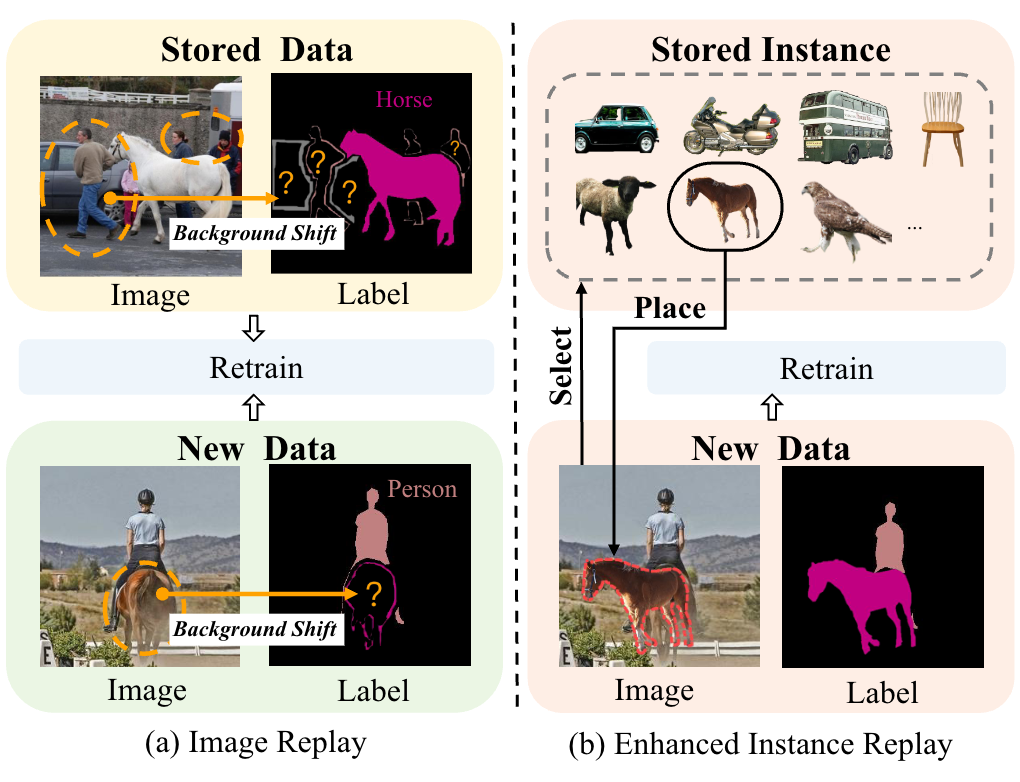 Stored Data
Horse
?
?
?
?
Background Shift
Image
Label
Retrain
New Data
Person
?
Background Shift
E
Image
Label
(a) Image Replay
Stored Instance
...
Place
Select
Retrain
New Data
E
Image
Label
(b) Enhanced Instance Replay